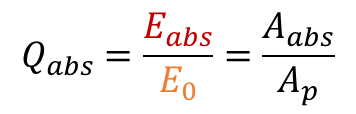 Q_abs = E_abs / E_0 = A_abs / A_p